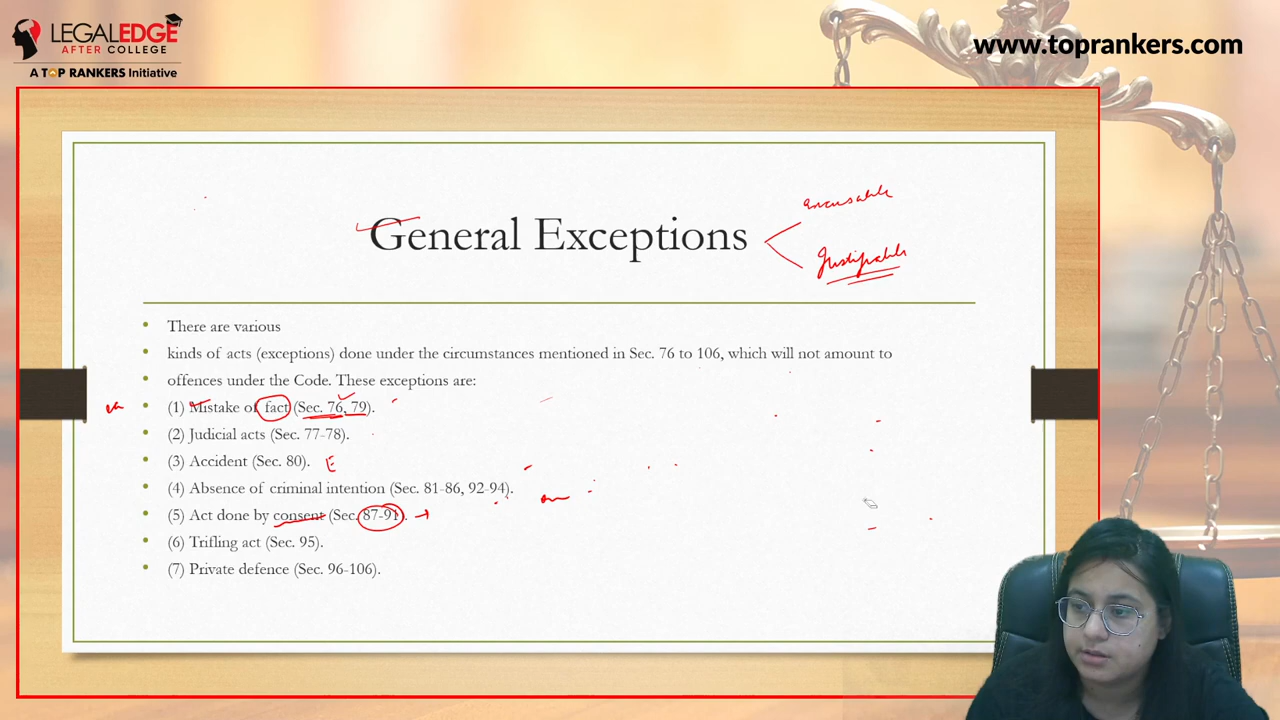 LEGALEDGE
AFTER COLLEGE
A TOP RANKERS Initiative
www.toprankers.com
General Exceptions
excusable
Justifiable
• There are various
• kinds of acts (exceptions) done under the circumstances mentioned in Sec. 76 to 106, which will not amount to
• offences under the Code. These exceptions are:
• (1) Mistake of fact (Sec. 76, 79).
• (2) Judicial acts (Sec. 77-78).
• (3) Accident (Sec. 80). E
• (4) Absence of criminal intention (Sec. 81-86, 92-94).
• (5) Act done by consent (Sec. 87-91).
• (6) Trifling act (Sec. 95).
• (7) Private defence (Sec. 96-106).